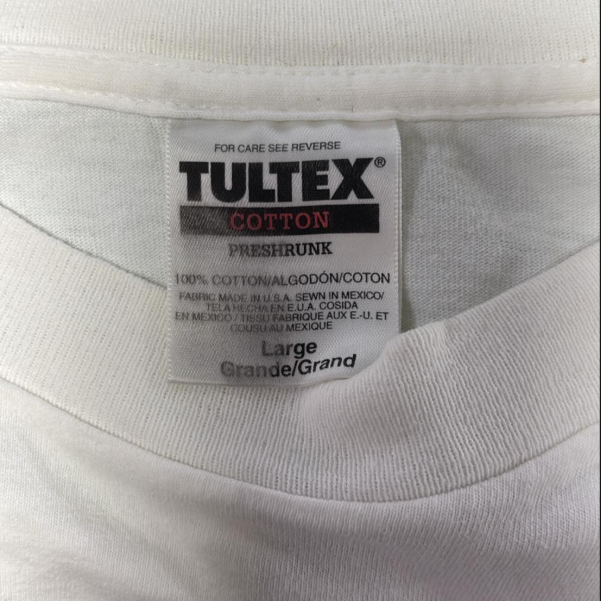 FOR CARE SEE REVERSE
TULTEX®
COTTON
PRESHRUNK
100% COTTON/ALGODÓN/COTON
FABRIC MADE IN U.S.A. SEWN IN MEXICO/
TELA HECHA EN E.U.A. COSIDA
EN MEXICO / TISSU FABRIQUE AUX E.-U. ET
COUSU AU MEXIQUE
Large
Grande/Grand